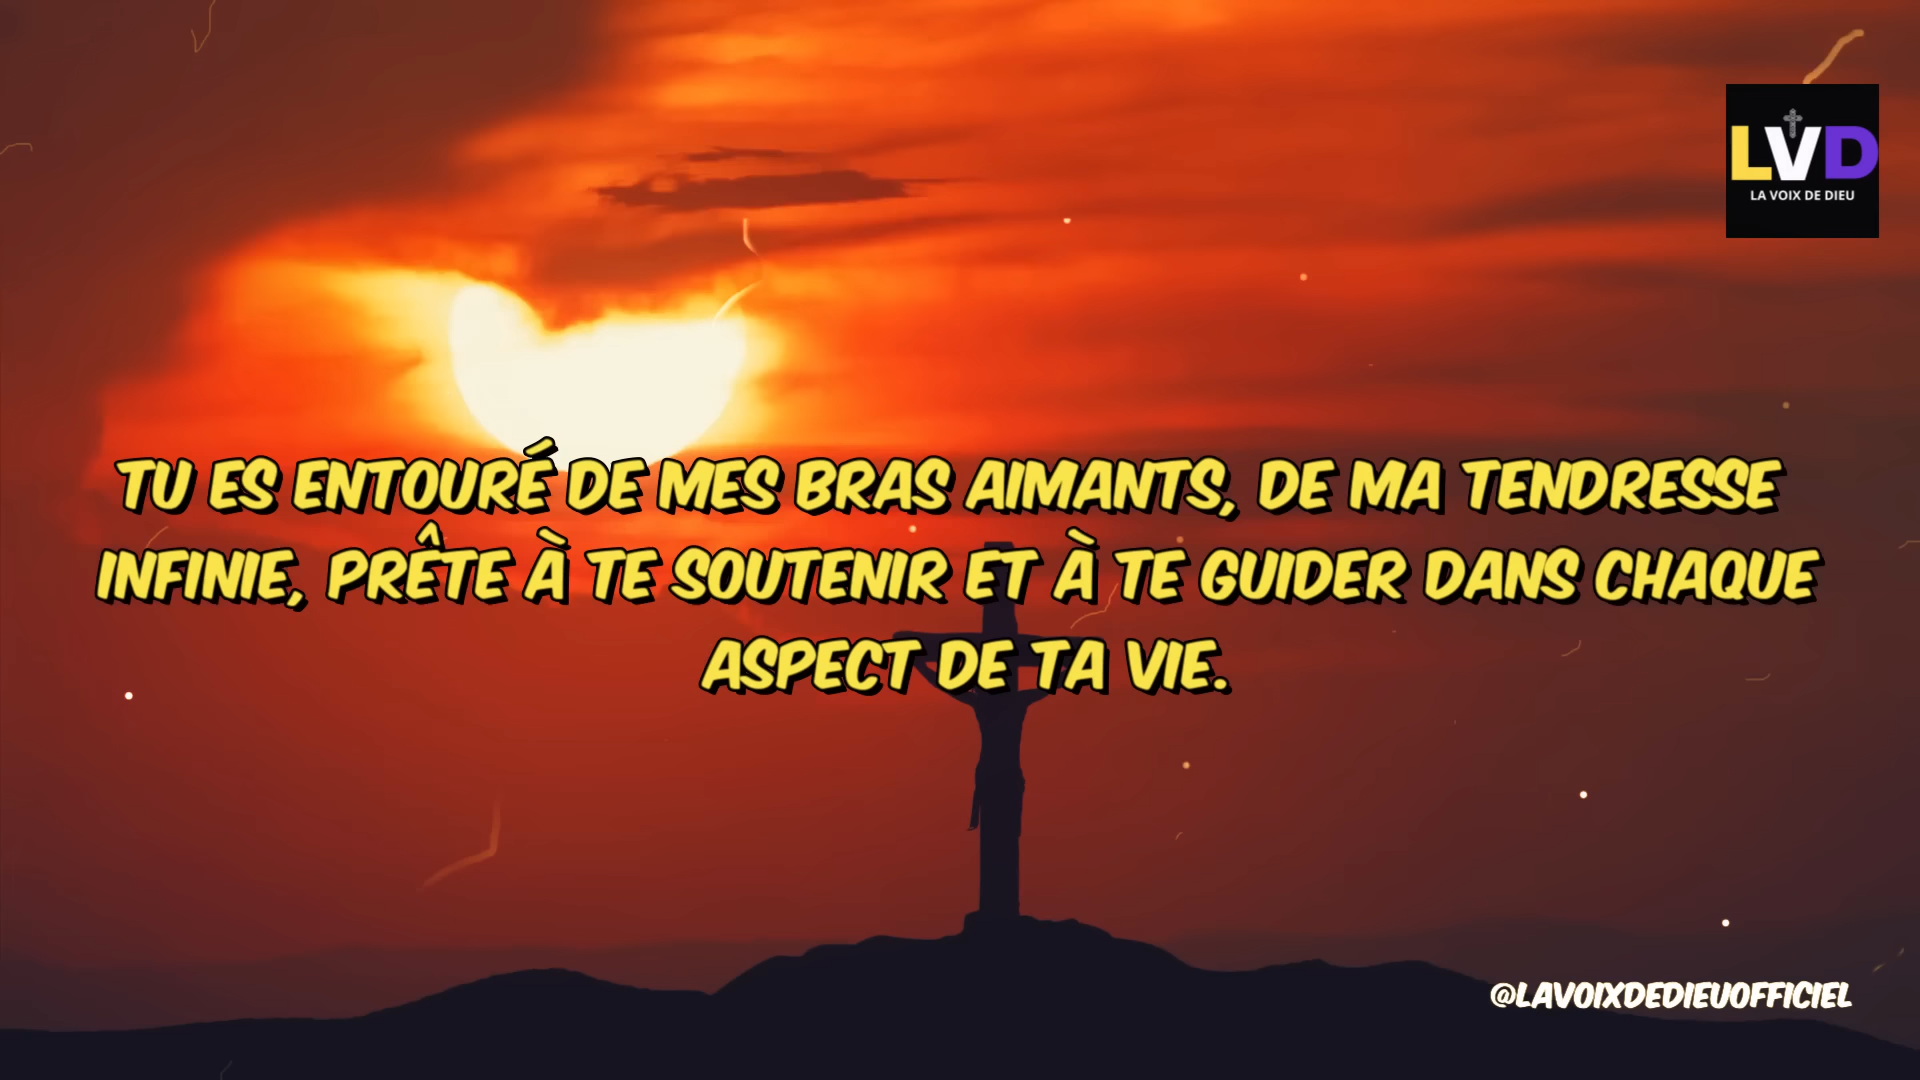 LVD
LA VOIX DE DIEU
TU ES ENTOURÉ DE MES BRAS AIMANTS, DE MA TENDRESSE
INFINIE, PRÊTE À TE SOUTENIR ET À TE GUIDER DANS CHAQUE
ASPECT DE TA VIE.
@LAVOIXDEDIEUOFFICIEL